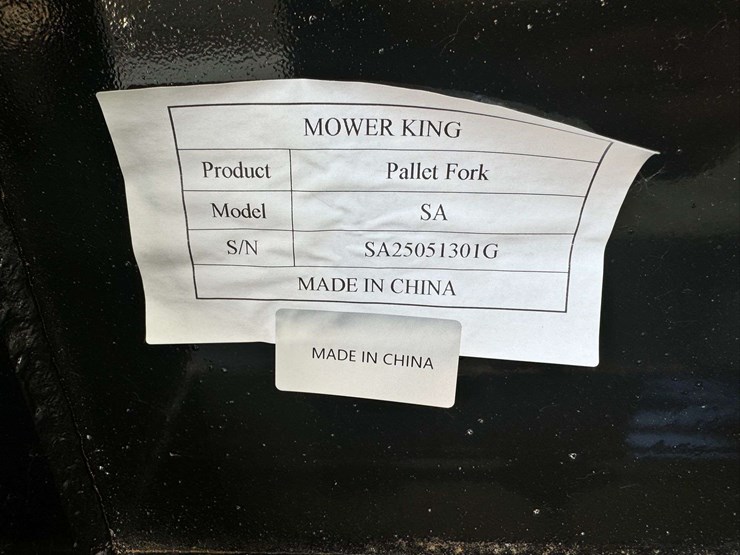 MOWER KING
Product Pallet Fork
Model SA
S/N SA25051301G
MADE IN CHINA
MADE IN CHINA